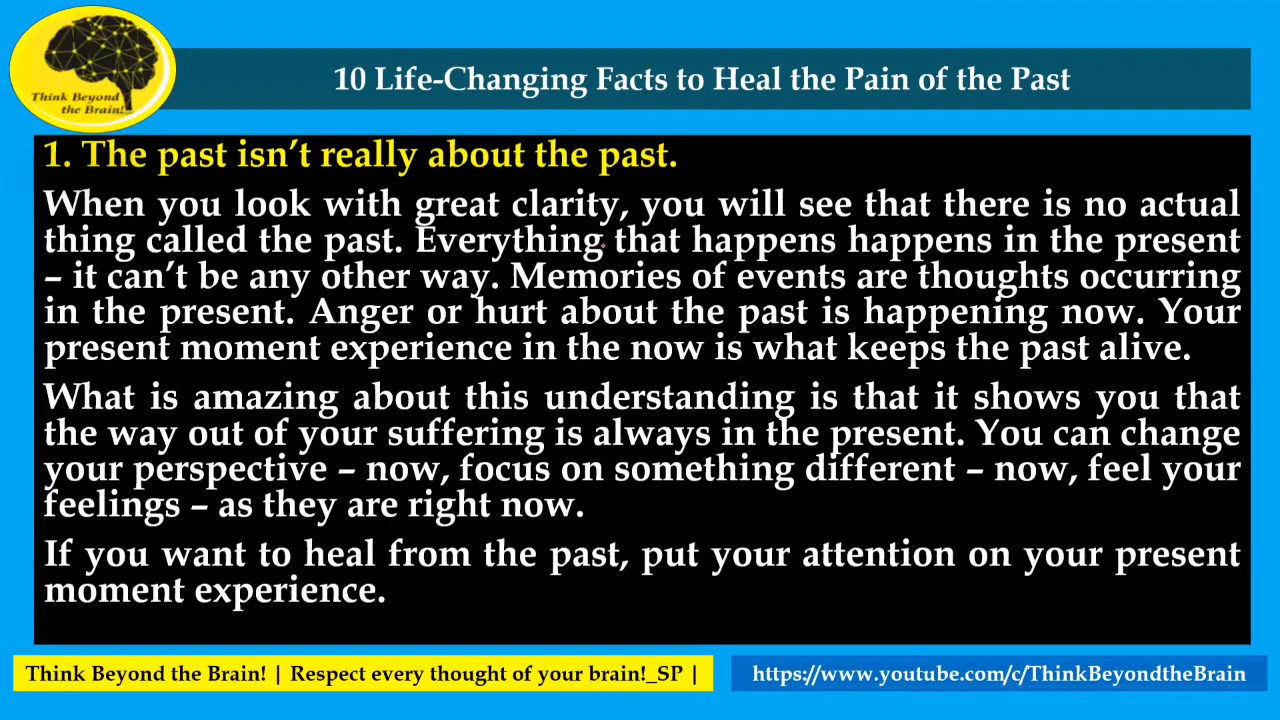 Think Beyond
the Brain!
10 Life-Changing Facts to Heal the Pain of the Past
1. The past isn’t really about the past.
When you look with great clarity, you will see that there is no actual
thing called the past. Everything that happens happens in the present
– it can’t be any other way. Memories of events are thoughts occurring
in the present. Anger or hurt about the past is happening now. Your
present moment experience in the now is what keeps the past alive.
What is amazing about this understanding is that it shows you that
the way out of your suffering is always in the present. You can change
your perspective – now, focus on something different – now, feel your
feelings – as they are right now.
If you want to heal from the past, put your attention on your present
moment experience.
Think Beyond the Brain! | Respect every thought of your brain!_SP |
https://www.youtube.com/c/ThinkBeyondtheBrain